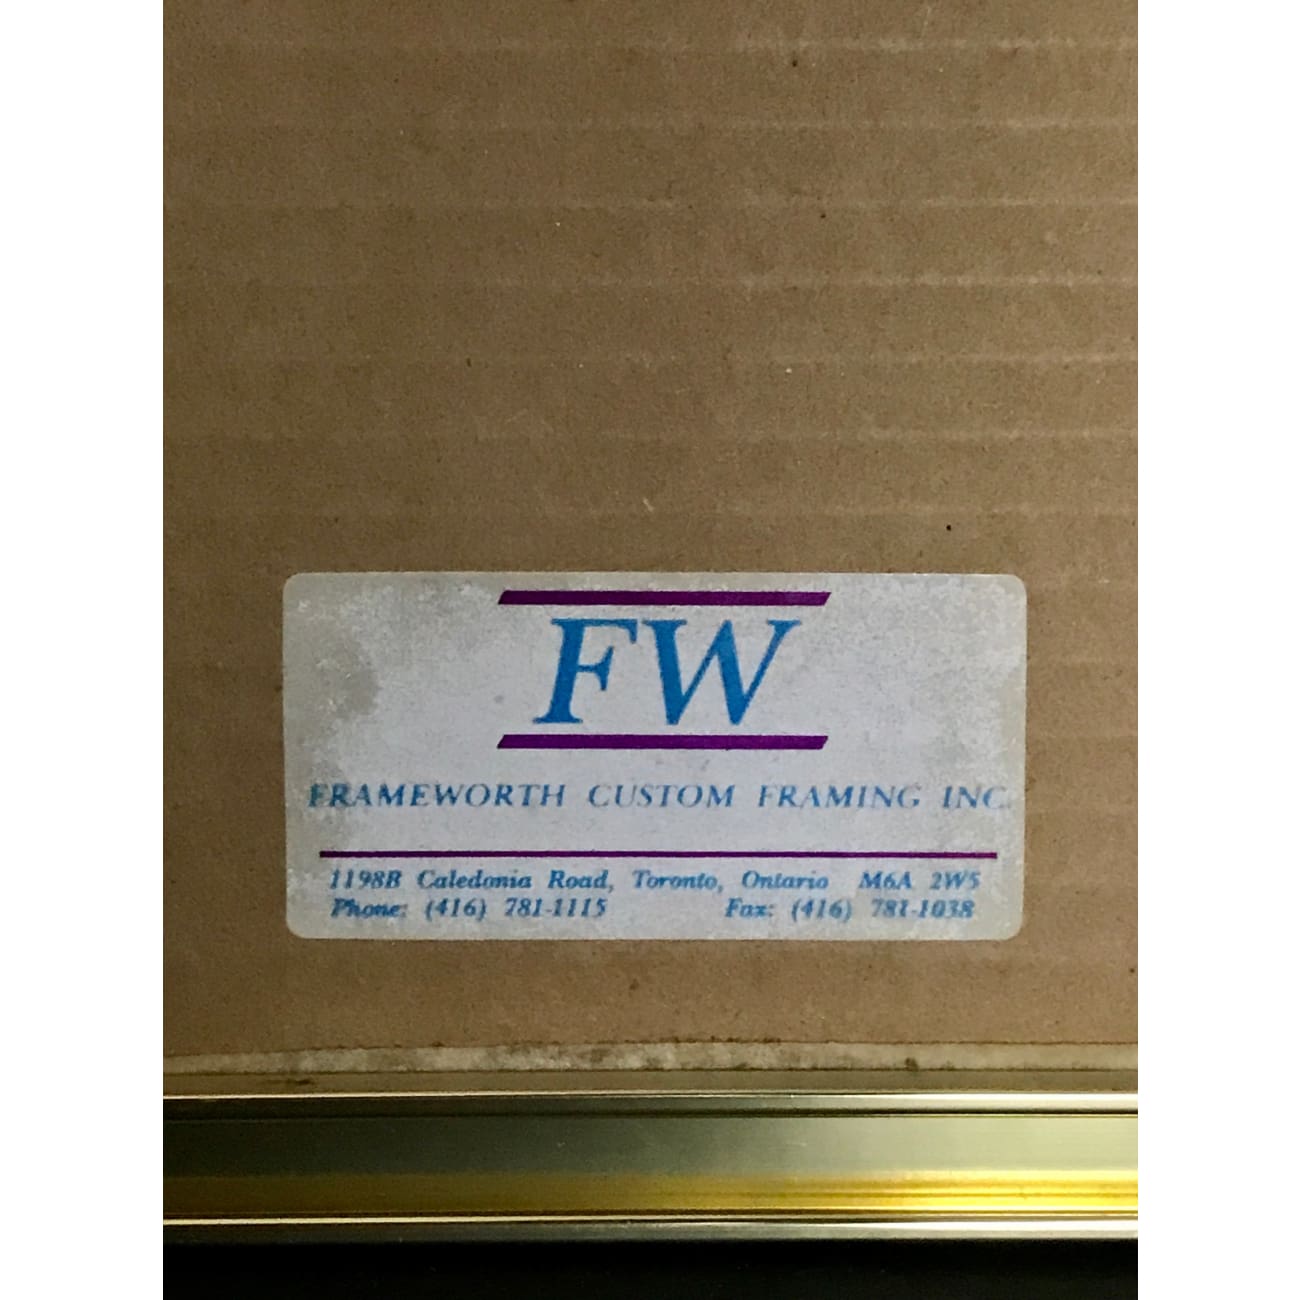 FW
FRAMEWORTH CUSTOM FRAMING INC.
1198B Caledonia Road, Toronto, Ontario M6A 2W5
Phone: (416) 781-1115 Fax: (416) 781-1038